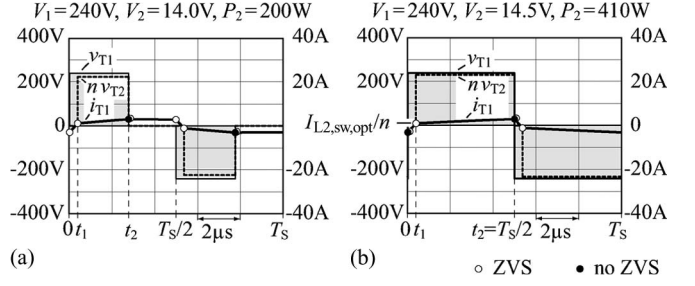 V1=240V, V2=14.0V, P2=200W
400V
200V
0
-200V
-400V
40A
20A
0
-20A
-40A
vT1
n vT2
iT1
0 t1 t2 TS/2 2μs TS
(a)
V1=240V, V2=14.5V, P2=410W
400V
200V
IL2,sw,opt/n
0
-200V
-400V
40A
20A
0
-20A
-40A
vT1
n vT2
iT1
0 t1 t2=TS/2 2μs TS
(b)
ZVS
no ZVS